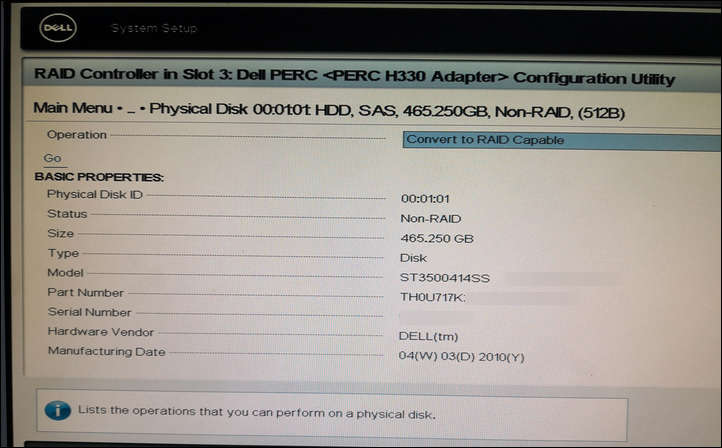 DELL System Setup
RAID Controller in Slot 3: Dell PERC <PERC H330 Adapter> Configuration Utility
Main Menu • ... • Physical Disk 00:01:01: HDD, SAS, 465.250GB, Non-RAID, (512B)
Operation Convert to RAID Capable
Go
BASIC PROPERTIES:
Physical Disk ID 00:01:01
Status Non-RAID
Size 465.250 GB
Type Disk
Model ST3500414SS
Part Number TH0U717K:
Serial Number
Hardware Vendor DELL(tm)
Manufacturing Date 04(W) 03(D) 2010(Y)
Lists the operations that you can perform on a physical disk.